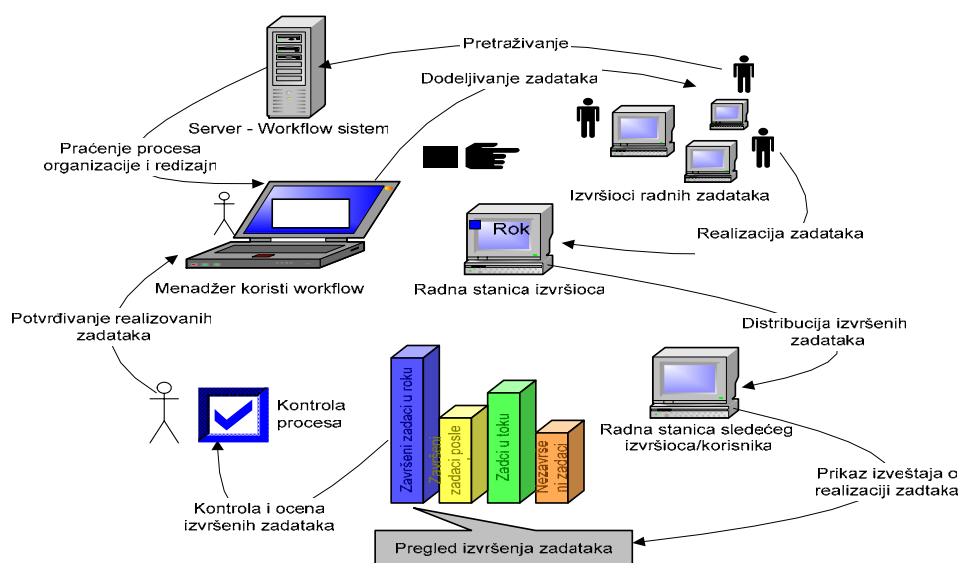 Pretraživanje
Dodeljivanje zadataka
Server - Workflow sistem
Praćenje procesa
organizacije i redizajn
Izvršioci radnih zadataka
Rok
Realizacija zadataka
Menadžer koristi workflow
Radna stanica izvršioca
Potvrđivanje realizovanih
zadataka
Distribucija izvršenih
zadataka
Kontrola
procesa
Završeni zadaci u roku
Završeni
zadaci posle
Zadci u toku
Nezavrse
ni zadaci
Radna stanica sledećeg
izvršioca/korisnika
Prikaz izveštaja o
realizaciji zadtaka
Kontrola i ocena
izvršenih zadataka
Pregled izvršenja zadataka